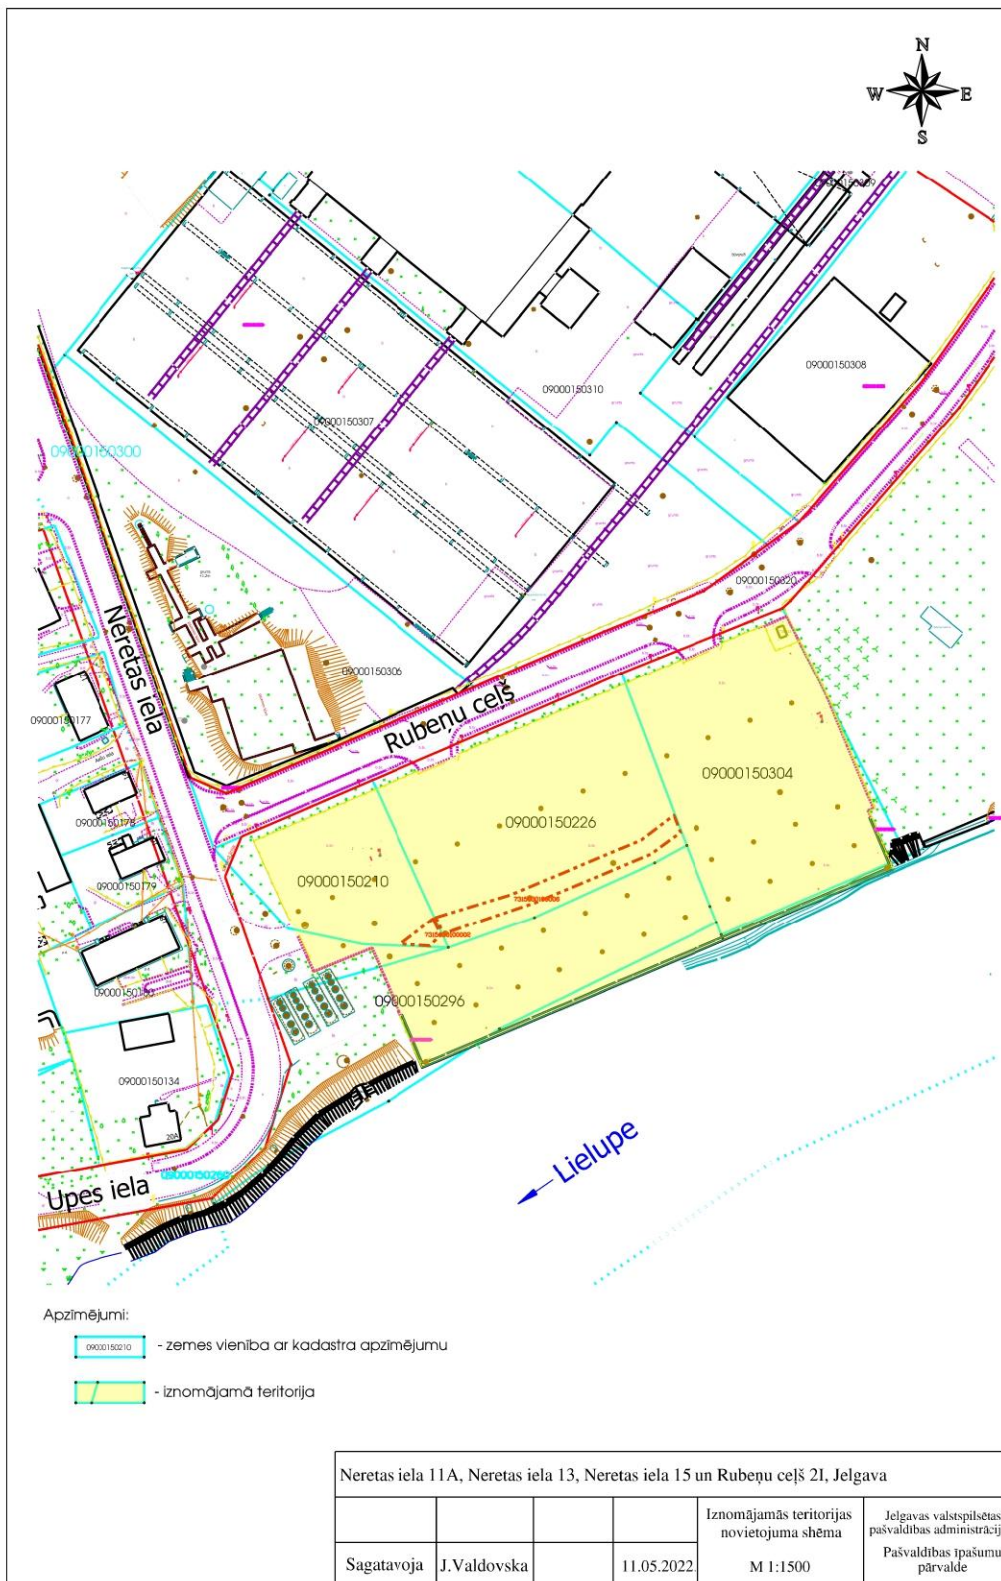 N
W E
S
09000150309
09000150308
09000150310
09000150307
09000150300
09000150320
Neretas iela
09000150306
Rubeņu ceļš
09000150177
09000150304
09000150226
09000150178
09000150210
09000150179
09000150296
09000150134
20A
Lielupe
Upes iela
Apzīmējumi:
09000150210 - zemes vienība ar kadastra apzīmējumu
- iznomājamā teritorija
Neretas iela 11A, Neretas iela 13, Neretas iela 15 un Rubeņu ceļš 2I, Jelgava
Iznomājamās teritorijas
novietojuma shēma
Jelgavas valstspilsētas
pašvaldības administrācij
Sagatavoja J.Valdovska 11.05.2022. M 1:1500
Pašvaldības īpašumu
pārvalde